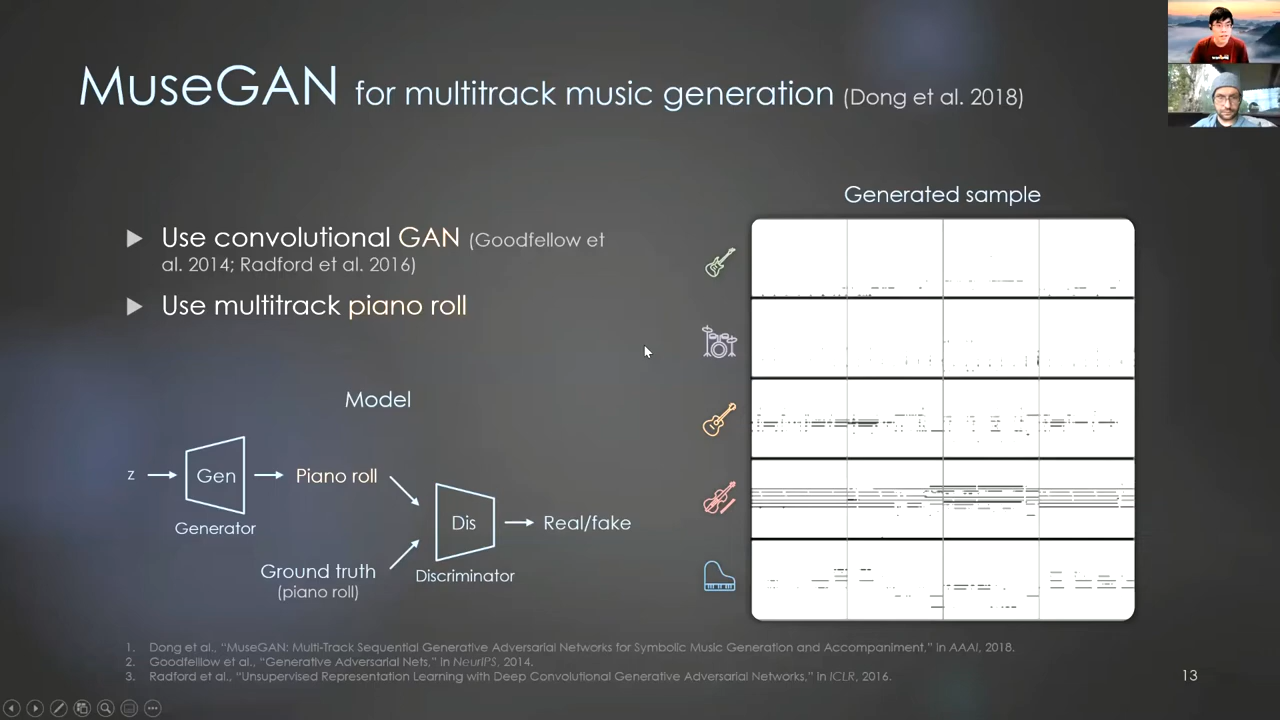 MuseGAN for multitrack music generation (Dong et al. 2018)
Generated sample
Use convolutional GAN (Goodfellow et
al. 2014; Radford et al. 2016)
Use multitrack piano roll
Model
z
Gen
Piano roll
Generator
Dis
Real/fake
Ground truth
(piano roll)
Discriminator
1. Dong et al., “MuseGAN: Multi-Track Sequential Generative Adversarial Networks for Symbolic Music Generation and Accompaniment,” in AAAI, 2018.
2. Goodfellow et al., “Generative Adversarial Nets,” in NeurIPS, 2014.
3. Radford et al., “Unsupervised Representation Learning with Deep Convolutional Generative Adversarial Networks,” in ICLR, 2016.
13